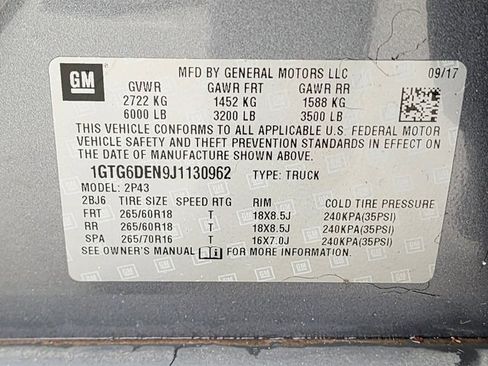 GM
MFD BY GENERAL MOTORS LLC 09/17
GVWR GAWR FRT GAWR RR
2722 KG 1452 KG 1588 KG
6000 LB 3200 LB 3500 LB
THIS VEHICLE CONFORMS TO ALL APPLICABLE U.S. FEDERAL MOTOR
VEHICLE SAFETY AND THEFT PREVENTION STANDARDS IN EFFECT ON
THE DATE OF MANUFACTURE SHOWN ABOVE.
1GTG6DEN9J1130962 TYPE: TRUCK
MODEL: 2P43
2BJ6 TIRE SIZE SPEED RTG RIM COLD TIRE PRESSURE
FRT 265/60R18 T 18X8.5J 240KPA(35PSI)
RR 265/60R18 T 18X8.5J 240KPA(35PSI)
SPA 265/70R16 T 16X7.0J 240KPA(35PSI)
SEE OWNER'S MANUAL FOR MORE INFORMATION.